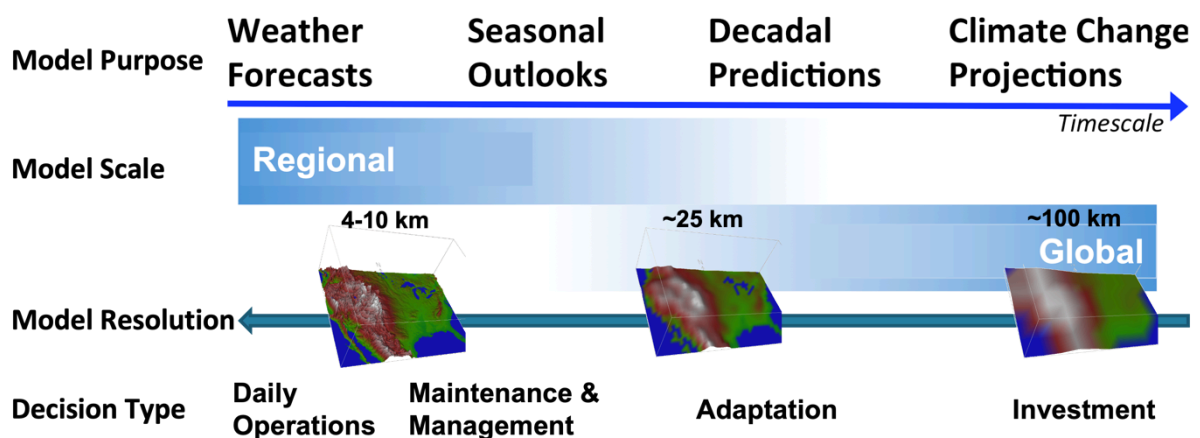 Model Purpose
Weather
Forecasts
Seasonal
Outlooks
Decadal
Predictions
Climate Change
Projections
Timescale
Model Scale
Regional
4-10 km
~25 km
~100 km
Global
Model Resolution
Decision Type
Daily
Operations
Maintenance &
Management
Adaptation
Investment